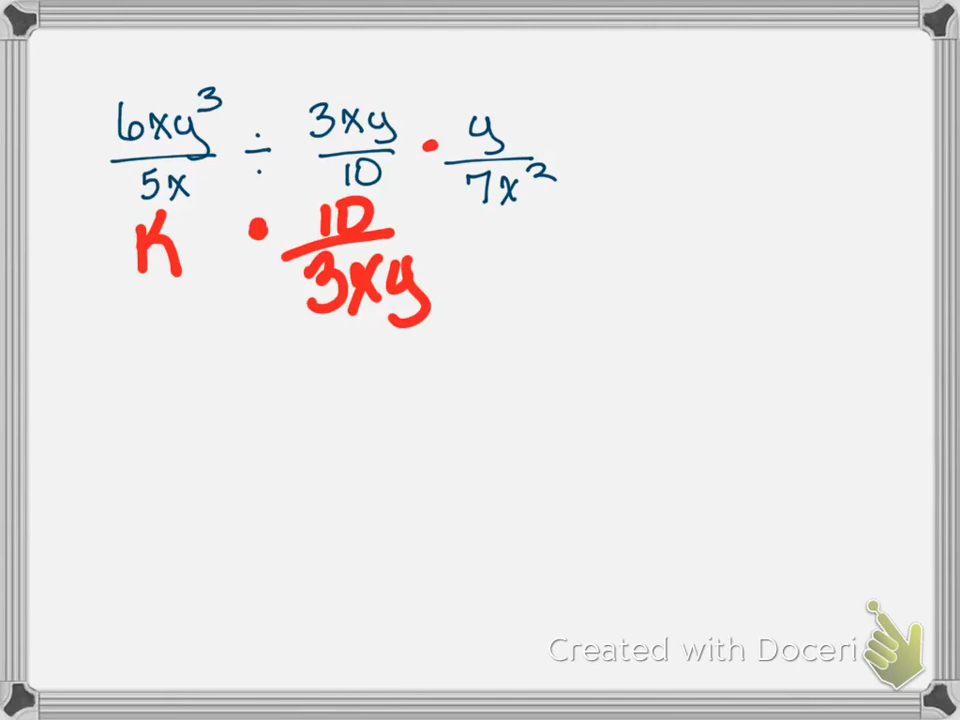 6xy³/5x ÷ 3xy/10 • y/7x²
K • 10/3xy
Created with Doceri